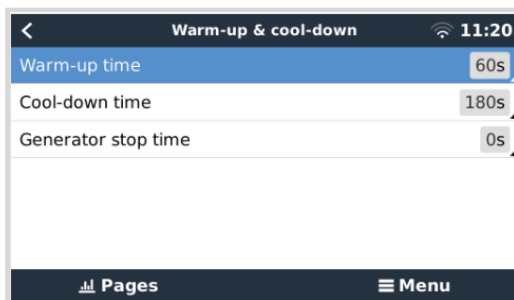 Warm-up & cool-down 11:20
Warm-up time 60s
Cool-down time 180s
Generator stop time 0s
Pages Menu